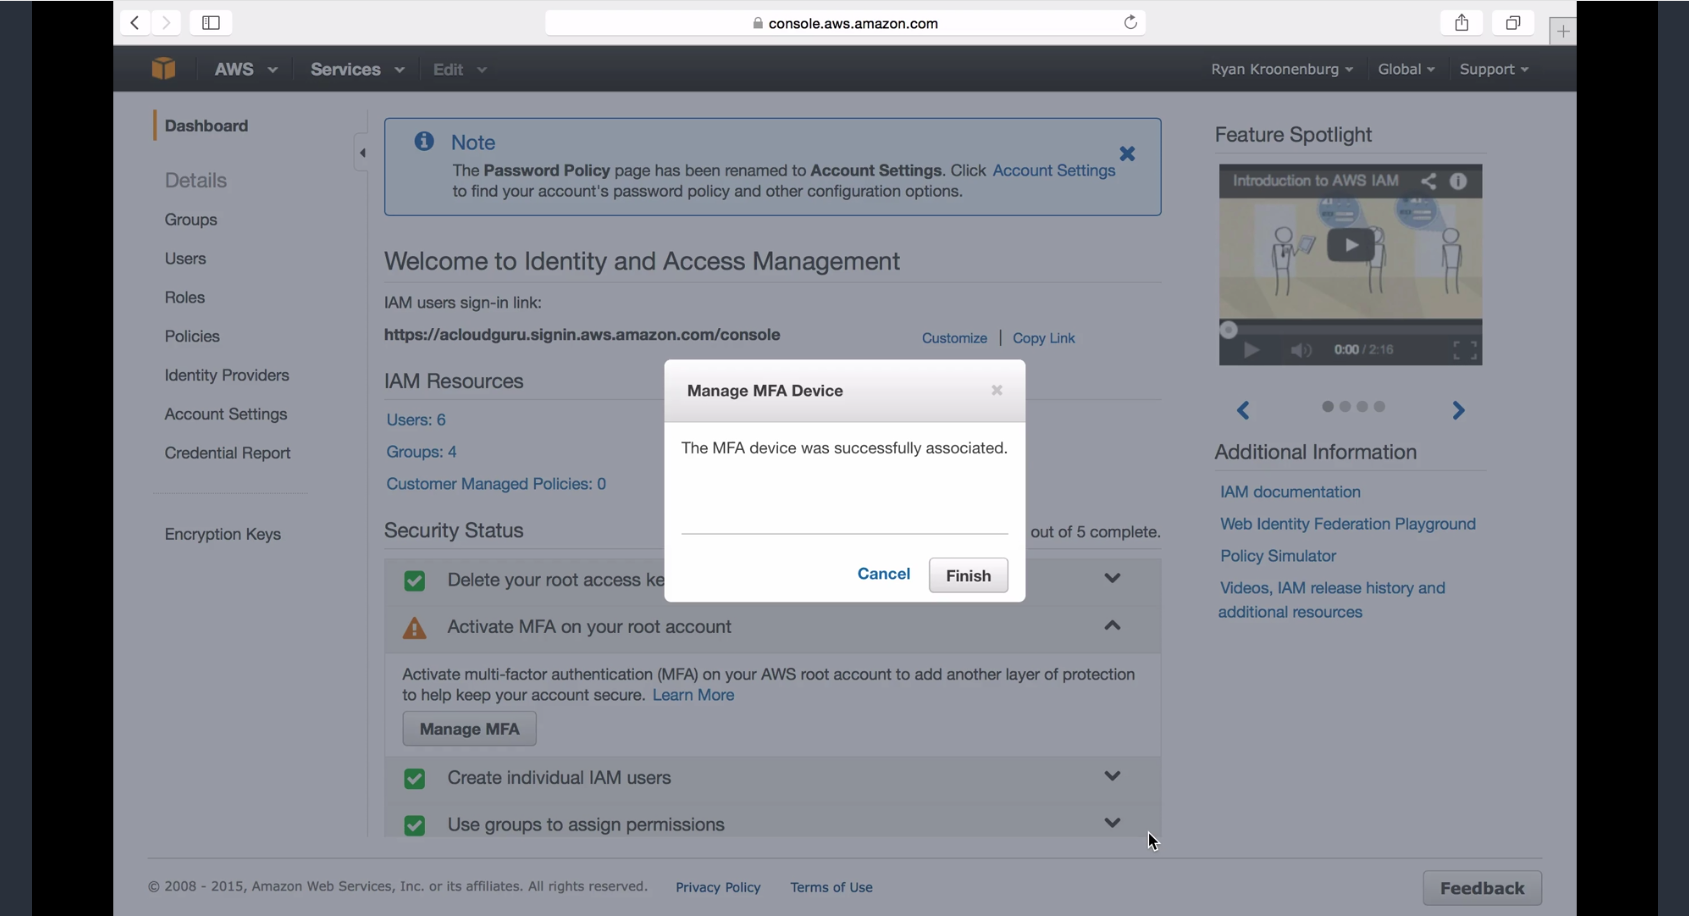 console.aws.amazon.com
AWS Services Edit Ryan Kroonenburg Global Support
Dashboard
Details
Groups
Users
Roles
Policies
Identity Providers
Account Settings
Credential Report
Encryption Keys
Note
The Password Policy page has been renamed to Account Settings. Click Account Settings
to find your account's password policy and other configuration options.
Welcome to Identity and Access Management
IAM users sign-in link:
https://acloudguru.signin.aws.amazon.com/console
Customize | Copy Link
IAM Resources
Users: 6
Groups: 4
Customer Managed Policies: 0
Security Status
out of 5 complete.
Delete your root access ke
Activate MFA on your root account
Activate multi-factor authentication (MFA) on your AWS root account to add another layer of protection
to help keep your account secure. Learn More
Manage MFA
Create individual IAM users
Use groups to assign permissions
Manage MFA Device
The MFA device was successfully associated.
Cancel Finish
Feature Spotlight
Introduction to AWS IAM
0:00 / 2:16
Additional Information
IAM documentation
Web Identity Federation Playground
Policy Simulator
Videos, IAM release history and
additional resources
© 2008 - 2015, Amazon Web Services, Inc. or its affiliates. All rights reserved. Privacy Policy Terms of Use
Feedback